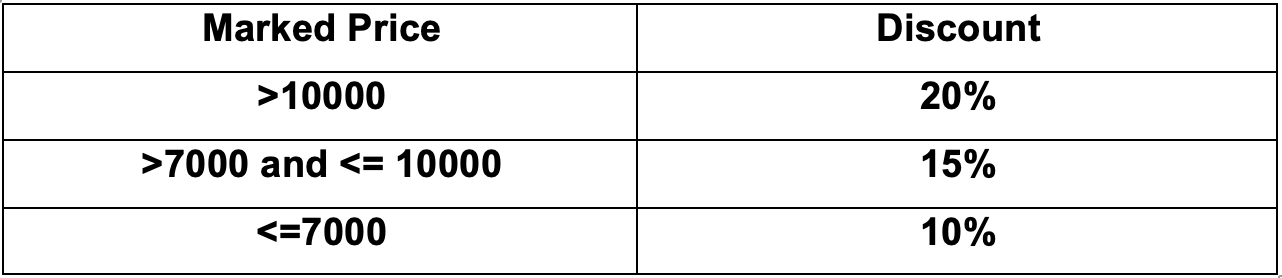 Marked Price Discount
>10000 20%
>7000 and <= 10000 15%
<=7000 10%